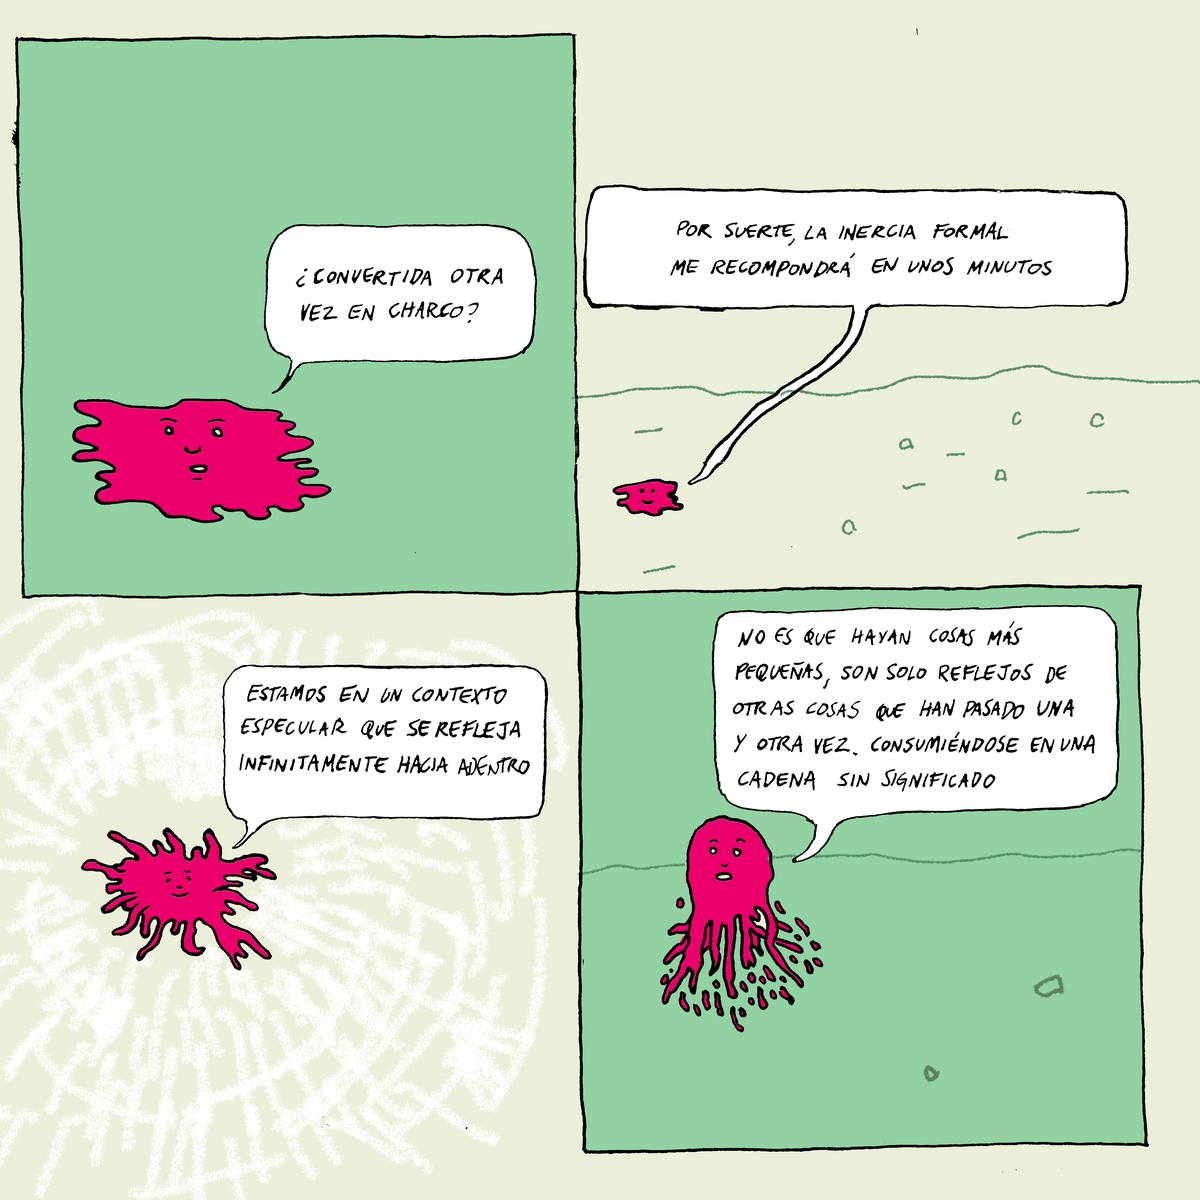 ¿CONVERTIDA OTRA
VEZ EN CHARCO?
POR SUERTE, LA INERCIA FORMAL
ME RECOMPONDRÁ EN UNOS MINUTOS
ESTAMOS EN UN CONTEXTO
ESPECULAR QUE SE REFLEJA
INFINITAMENTE HACIA ADENTRO
NO ES QUE HAYAN COSAS MÁS
PEQUEÑAS, SON SOLO REFLEJOS DE
OTRAS COSAS QUE HAN PASADO UNA
Y OTRA VEZ. CONSUMIÉNDOSE EN UNA
CADENA SIN SIGNIFICADO